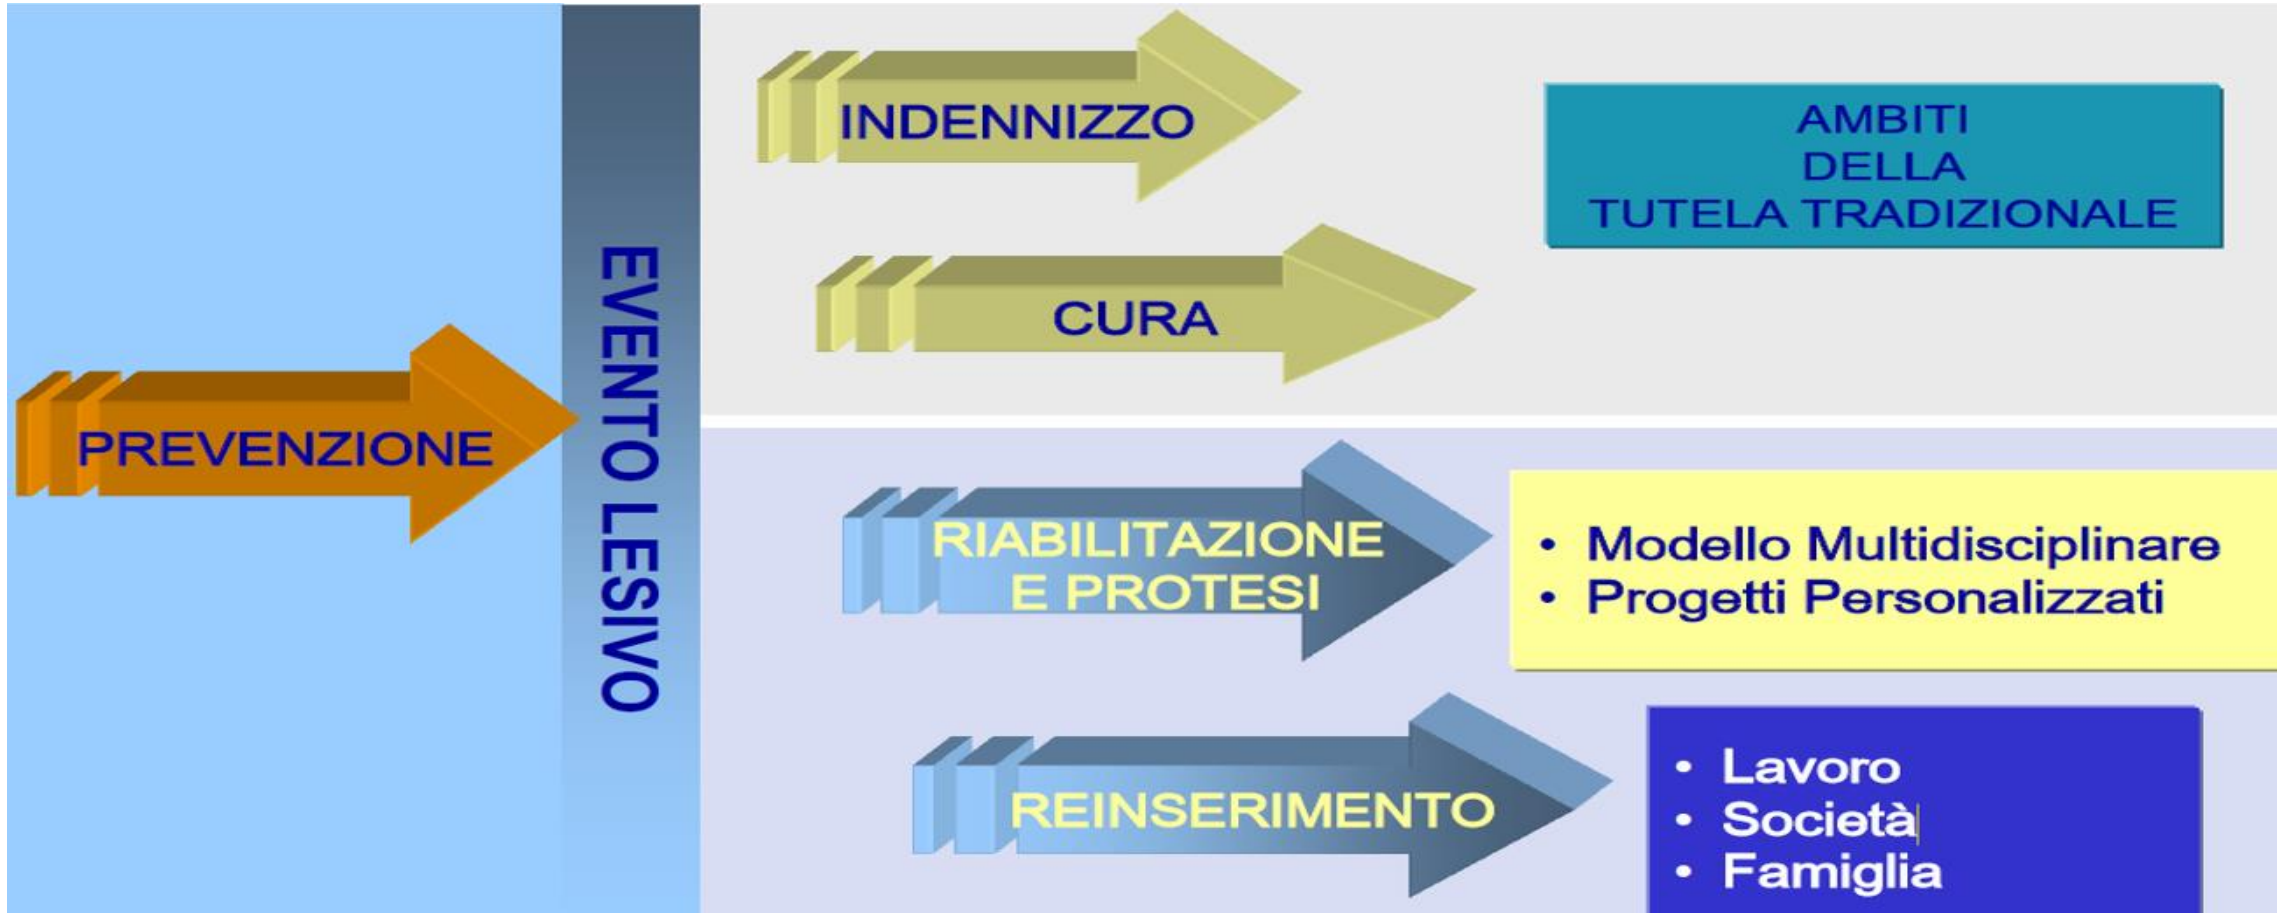 PREVENZIONE
EVENTO LESIVO
INDENNIZZO
CURA
AMBITI
DELLA
TUTELA TRADIZIONALE
RIABILITAZIONE
E PROTESI
• Modello Multidisciplinare
• Progetti Personalizzati
REINSERIMENTO
• Lavoro
• Società
• Famiglia